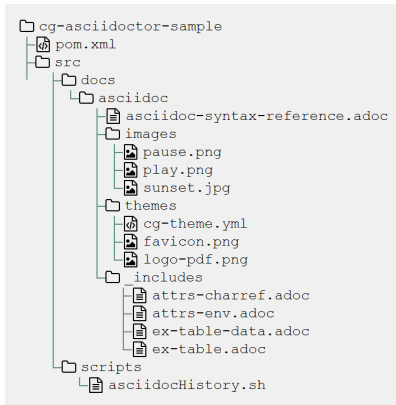 cg-asciidoctor-sample
pom.xml
src
docs
asciidoc
asciidoc-syntax-reference.adoc
images
pause.png
play.png
sunset.jpg
themes
cg-theme.yml
favicon.png
logo-pdf.png
_includes
attrs-charref.adoc
attrs-env.adoc
ex-table-data.adoc
ex-table.adoc
scripts
asciidocHistory.sh